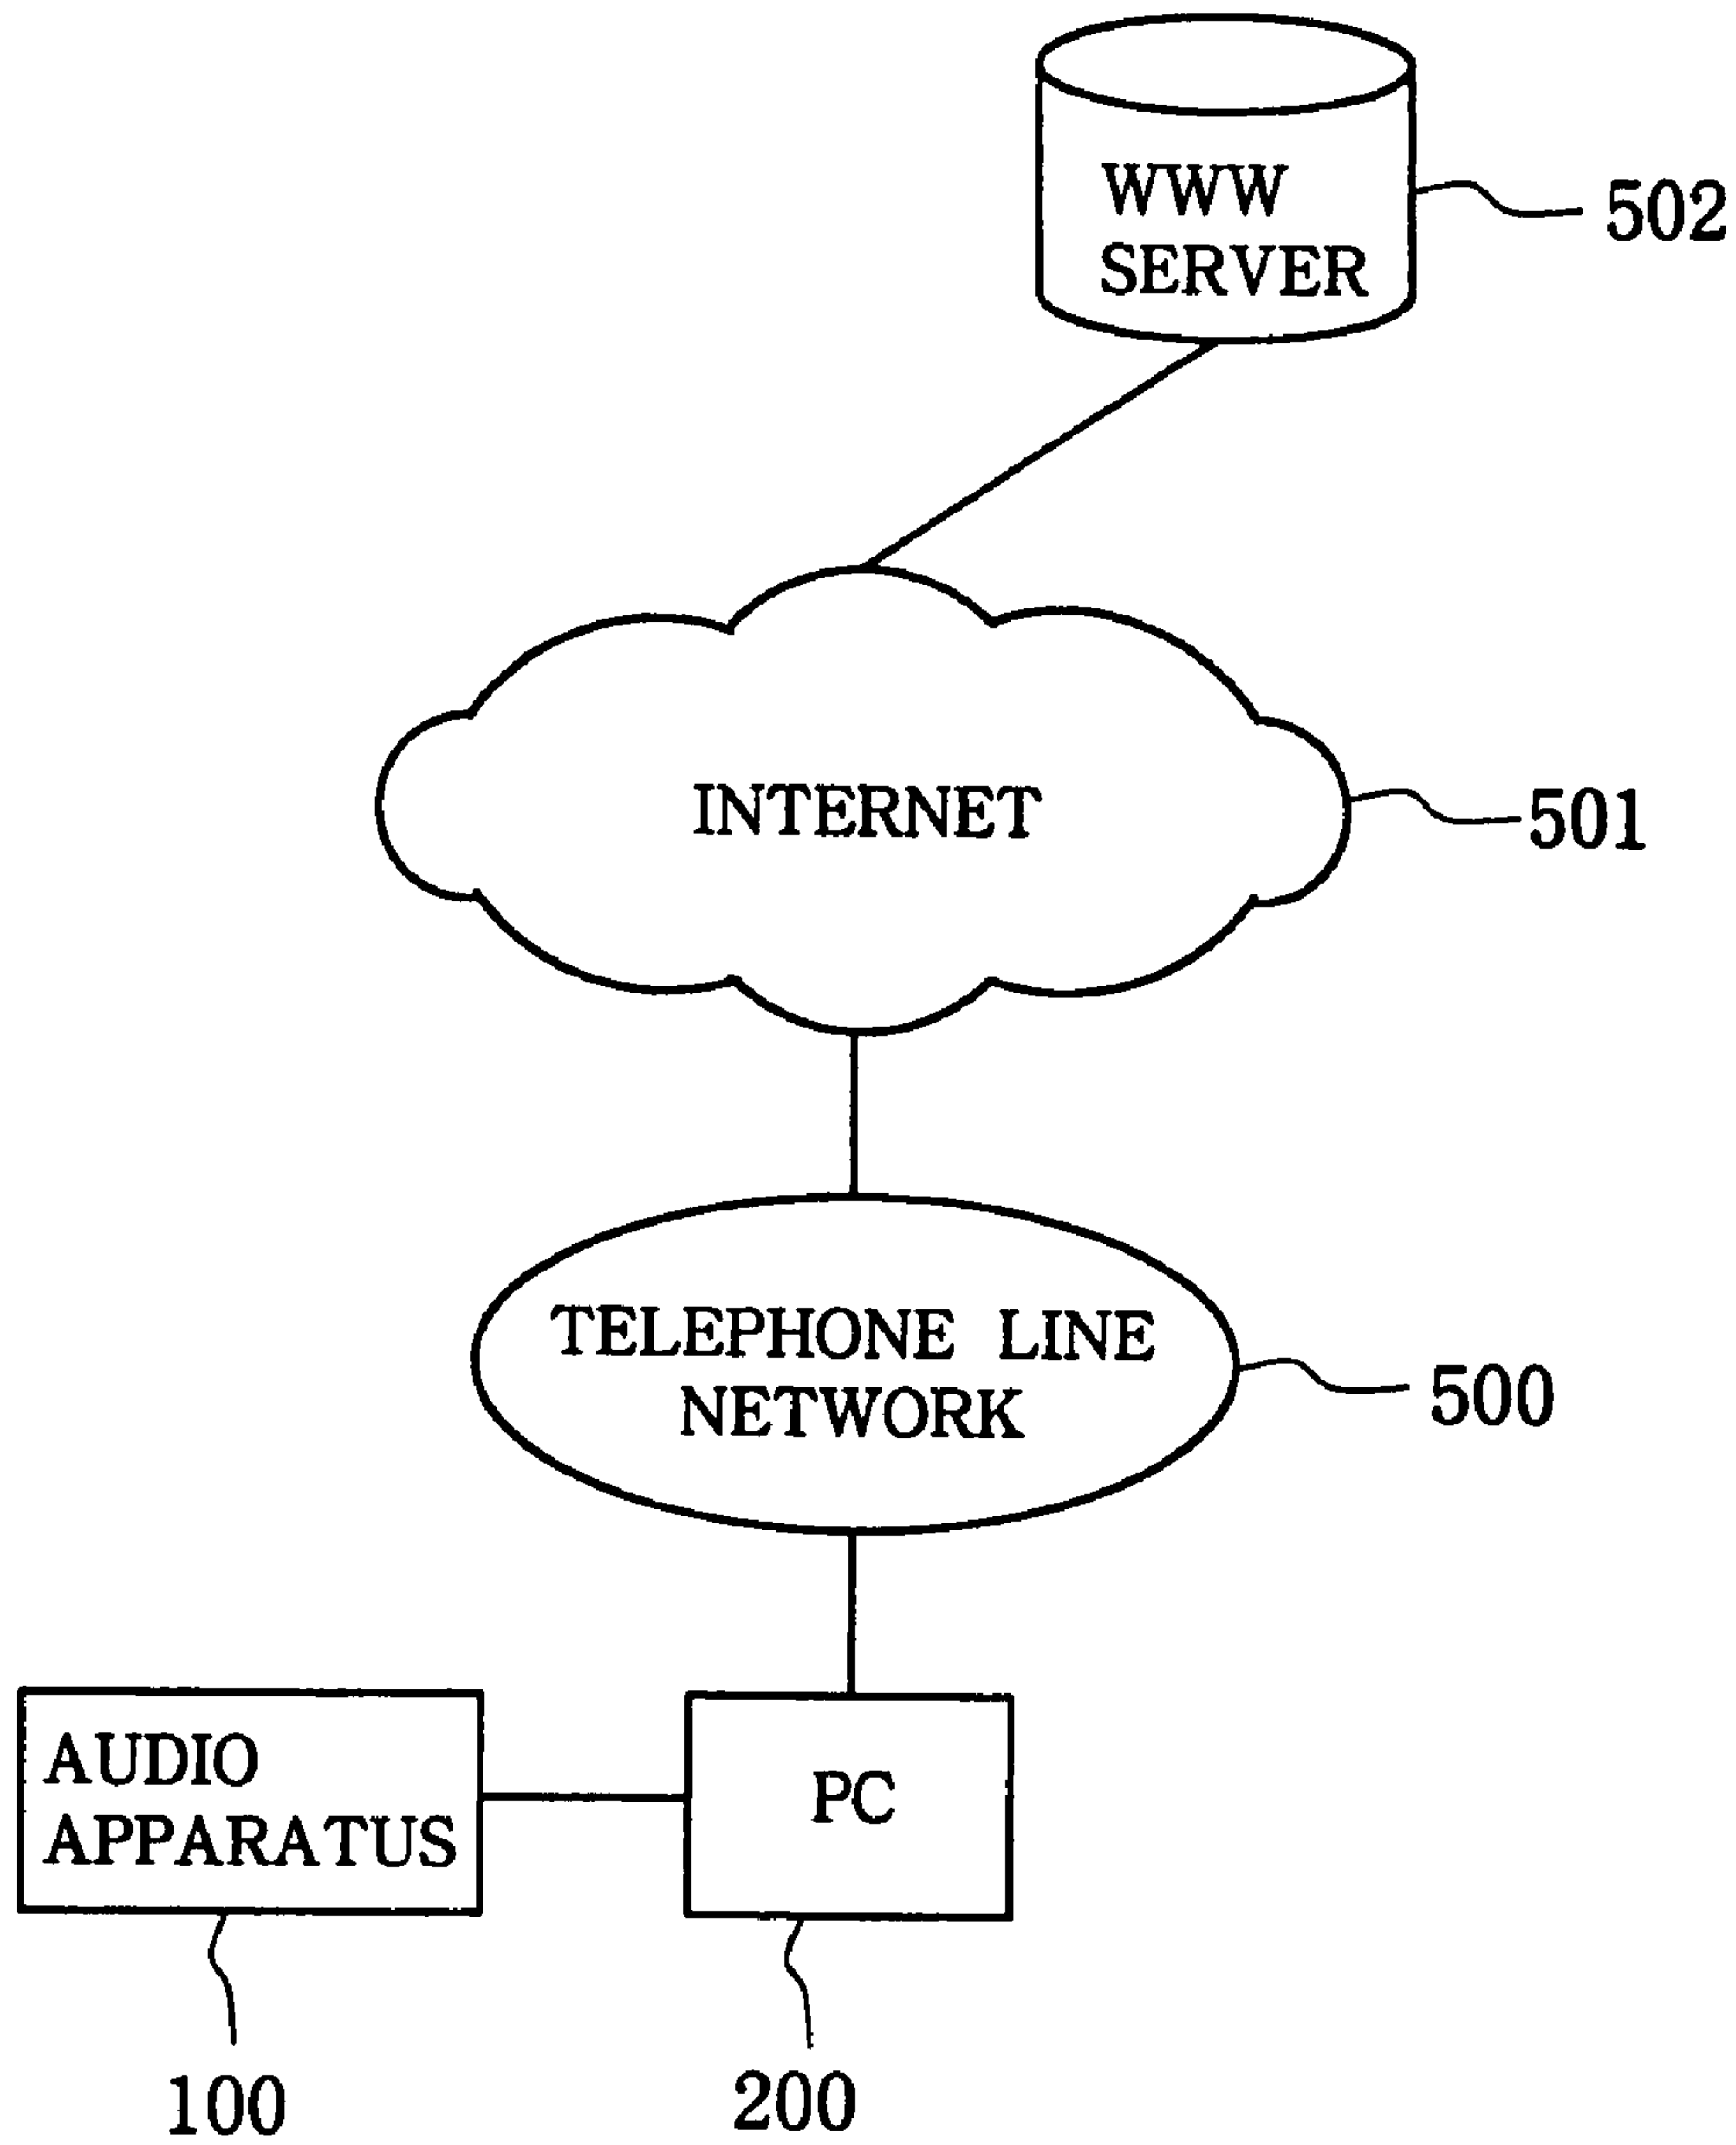 WWW
SERVER
502
INTERNET
501
TELEPHONE LINE
NETWORK
500
AUDIO
APPARATUS
PC
100
200